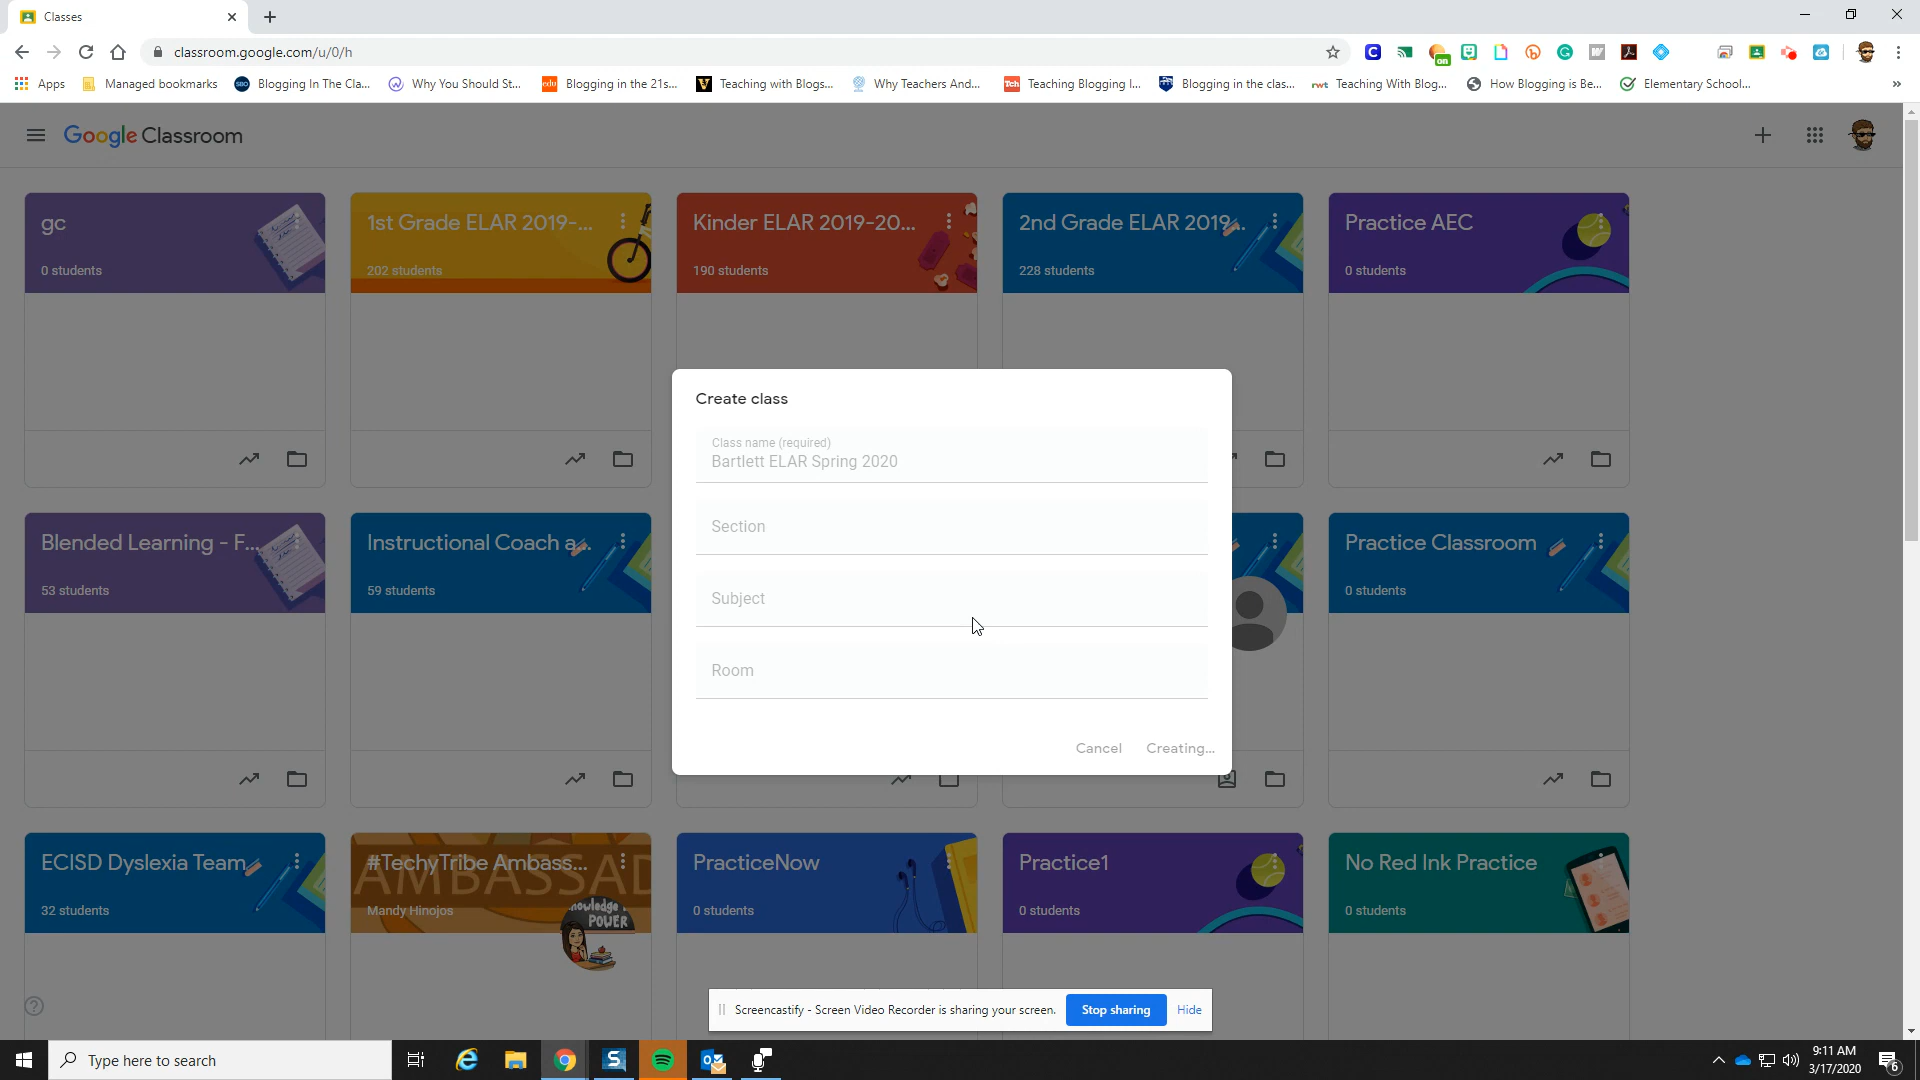 Classes
classroom.google.com/u/0/h
on
Apps
Managed bookmarks
Blogging In The Cla...
Why You Should St...
Blogging in the 21s...
Teaching with Blogs...
Why Teachers And...
Teaching Blogging I...
Blogging in the clas...
Teaching With Blog...
How Blogging is Be...
Elementary School...
Google Classroom
gc
0 students
1st Grade ELAR 2019-...
202 students
Kinder ELAR 2019-20...
190 students
2nd Grade ELAR 2019...
228 students
Practice AEC
0 students
Create class
Class name (required)
Bartlett ELAR Spring 2020
Section
Subject
Room
Cancel
Creating...
Blended Learning - F...
53 students
Instructional Coach a...
59 students
Practice Classroom
0 students
ECISD Dyslexia Team
32 students
#TechyTribe Ambass...
AMBASSAD
Mandy Hinojos
POWER
PracticeNow
0 students
Practice1
0 students
No Red Ink Practice
0 students
Screencastify - Screen Video Recorder is sharing your screen.
Stop sharing
Hide
Type here to search
9:11 AM
3/17/2020
6